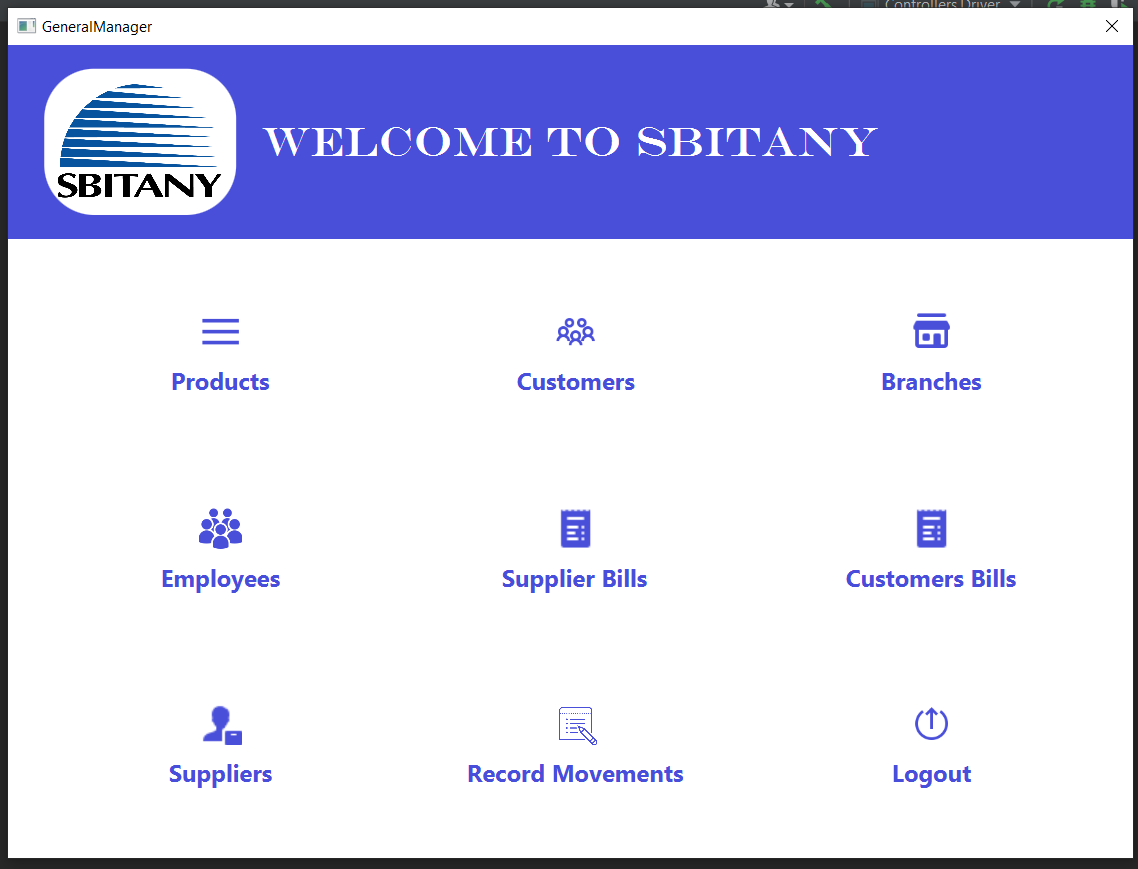 Controllers.Driver
GeneralManager
SBITANY
WELCOME TO SBITANY
Products
Customers
Branches
Employees
Supplier Bills
Customers Bills
Suppliers
Record Movements
Logout